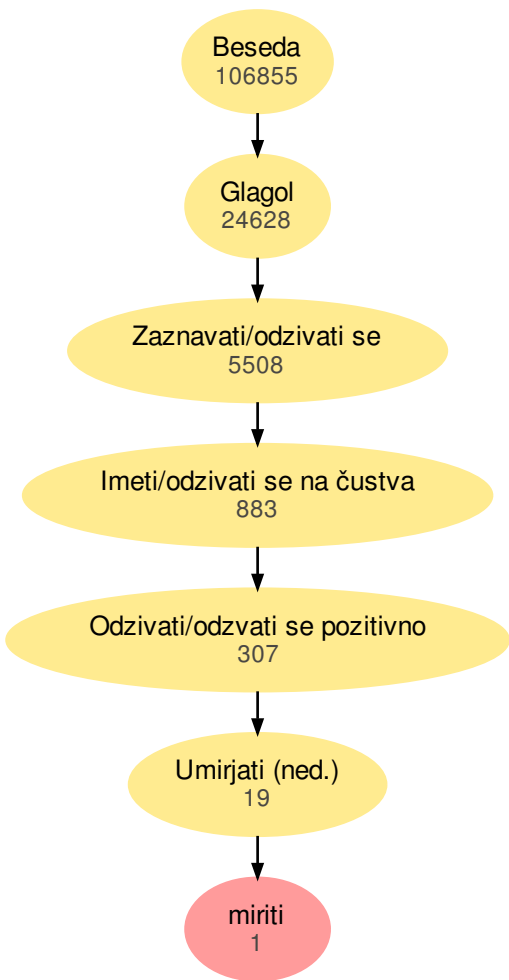 Beseda
106855
Glagol
24628
Zaznavati/odzivati se
5508
Imeti/odzivati se na čustva
883
Odzivati/odzvati se pozitivno
307
Umirjati (ned.)
19
miriti
1